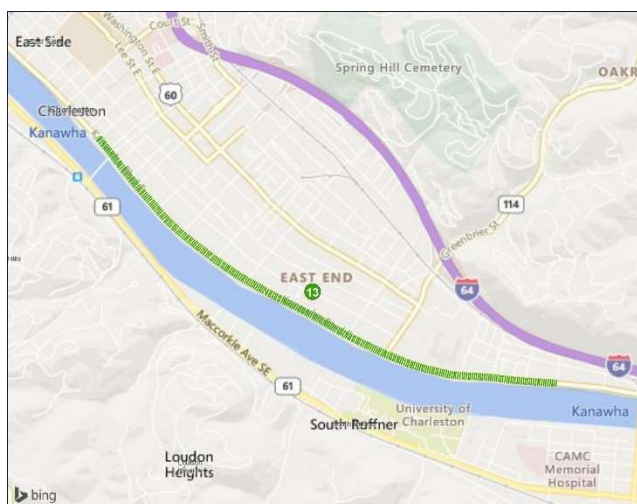 Court St
Smith St
East Side
Washington St E
Lee St E
Spring Hill Cemetery
OAKR
60
Charleston
Kanawha
61
114
Greenbrier St
EAST END
13
64
Maccorkle Ave SE
64
61
Kanawha
University of
Charleston
South Ruffner
Loudon
Heights
CAMC
Memorial
Hospital
bing